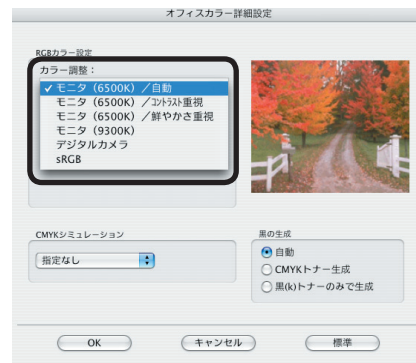 オフィスカラー詳細設定
RGBカラー設定
カラー調整：
✓ モニタ（6500K）／自動
モニタ（6500K）／コントラスト重視
モニタ（6500K）／鮮やかさ重視
モニタ（9300K）
デジタルカメラ
sRGB
CMYKシミュレーション
指定なし
黒の生成
自動
CMYKトナー生成
黒(k)トナーのみで生成
OK
キャンセル
標準